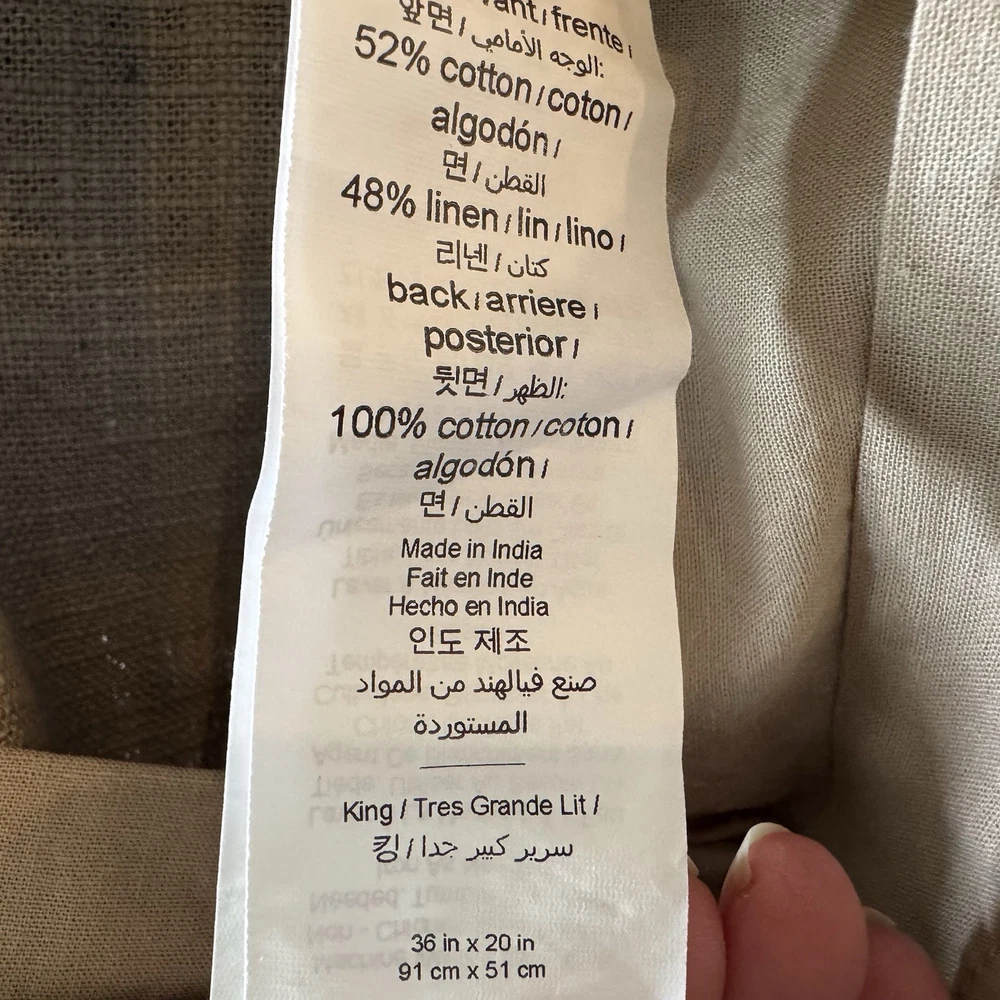 frente /
앞면 / الوجه الأمامي:
52% cotton / coton /
algodón /
면 / القطن
48% linen / lin / lino /
리넨 / كتان
back / arriere /
posterior /
뒷면 / الظهر:
100% cotton / coton /
algodón /
면 / القطن
Made in India
Fait en Inde
Hecho en India
인도 제조
صنع فيالهند من المواد
المستوردة
King / Tres Grande Lit /
킹 / سرير كبير جدا
36 in x 20 in
91 cm x 51 cm